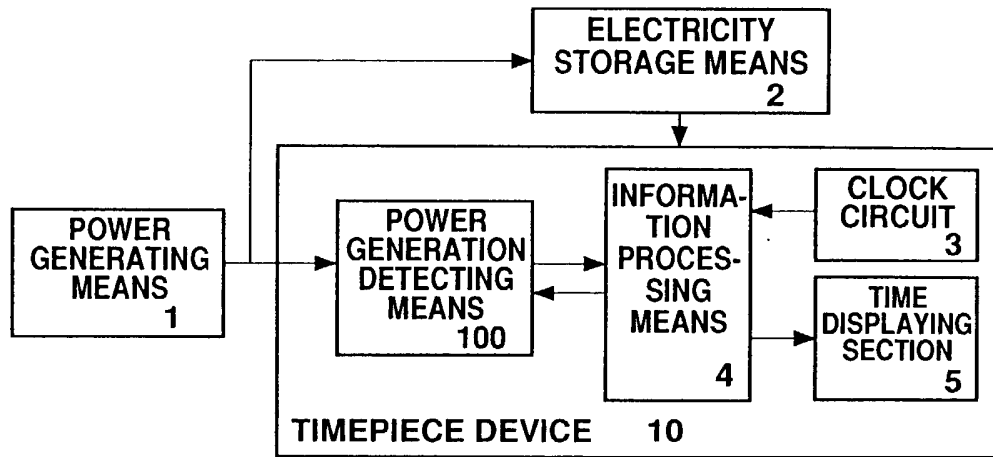 ELECTRICITY
STORAGE MEANS
2
POWER
GENERATING
MEANS
1
POWER
GENERATION
DETECTING
MEANS
100
INFORMA-
TION
PROCES-
SING
MEANS
4
CLOCK
CIRCUIT
3
TIME
DISPLAYING
SECTION
5
TIMEPIECE DEVICE 10